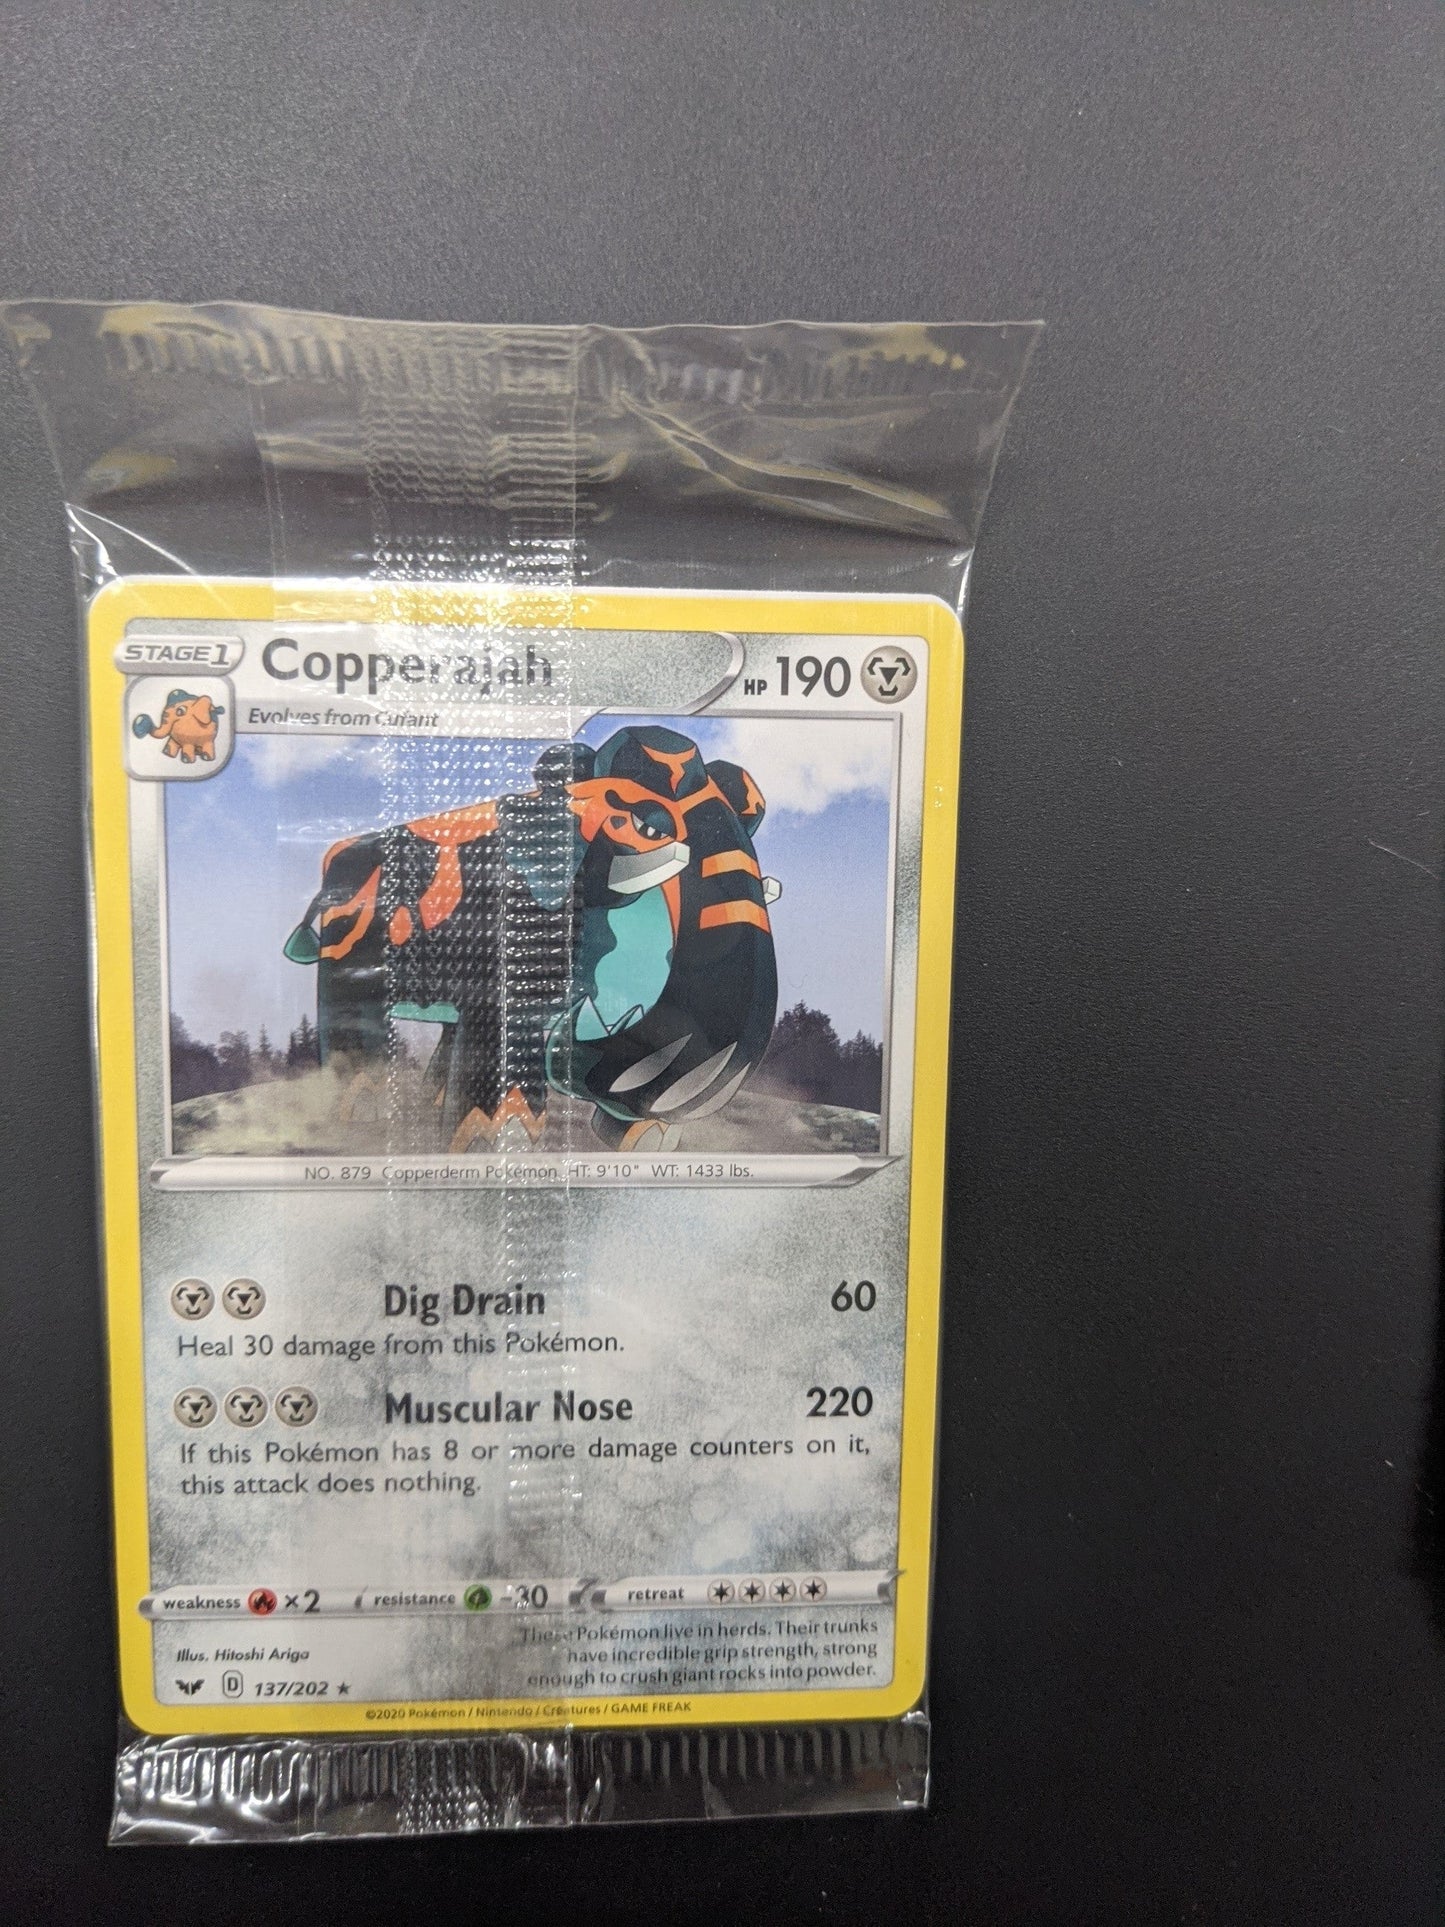 STAGE 1
Copperajah
HP 190
Evolves from Cufant
NO. 879 Copperderm Pokémon HT: 9'10" WT: 1433 lbs.
Dig Drain 60
Heal 30 damage from this Pokémon.
Muscular Nose 220
If this Pokémon has 8 or more damage counters on it,
this attack does nothing.
weakness ×2 resistance -30 retreat
These Pokémon live in herds. Their trunks
have incredible grip strength, strong
enough to crush giant rocks into powder.
Illus. Hitoshi Ariga
D 137/202 ★
©2020 Pokémon / Nintendo / Creatures / GAME FREAK